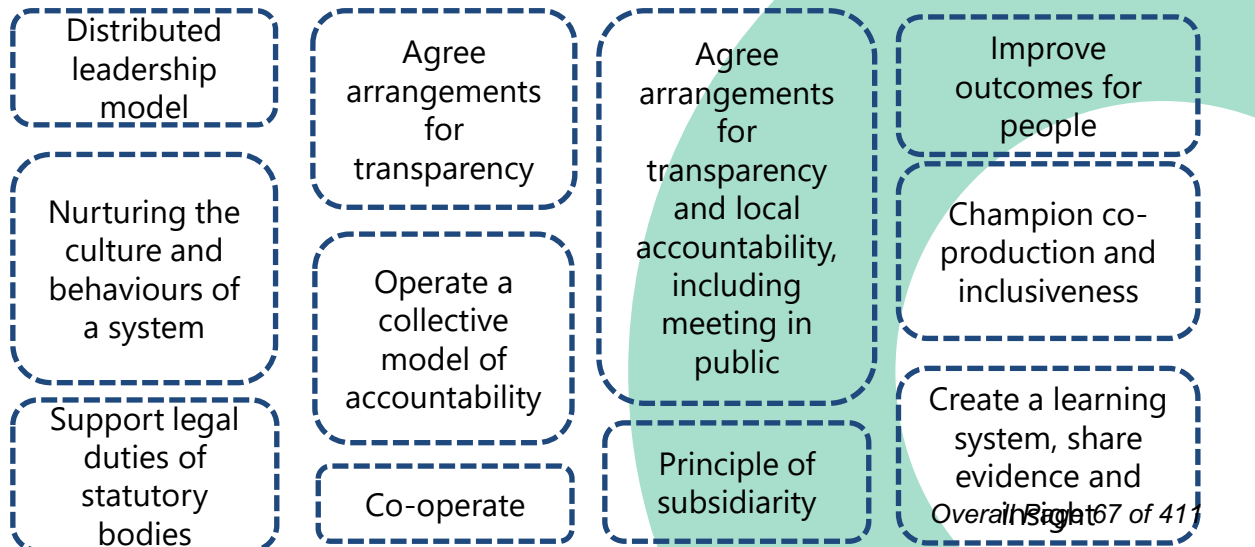 Distributed
leadership
model
Nurturing the
culture and
behaviours of
a system
Support legal
duties of
statutory
bodies
Agree
arrangements
for
transparency
Operate a
collective
model of
accountability
Co-operate
Agree
arrangements
for
transparency
and local
accountability,
including
meeting in
public
Principle of
subsidiarity
Improve
outcomes for
people
Champion co-
production and
inclusiveness
Create a learning
system, share
evidence and
insight
Overall Page 67 of 411